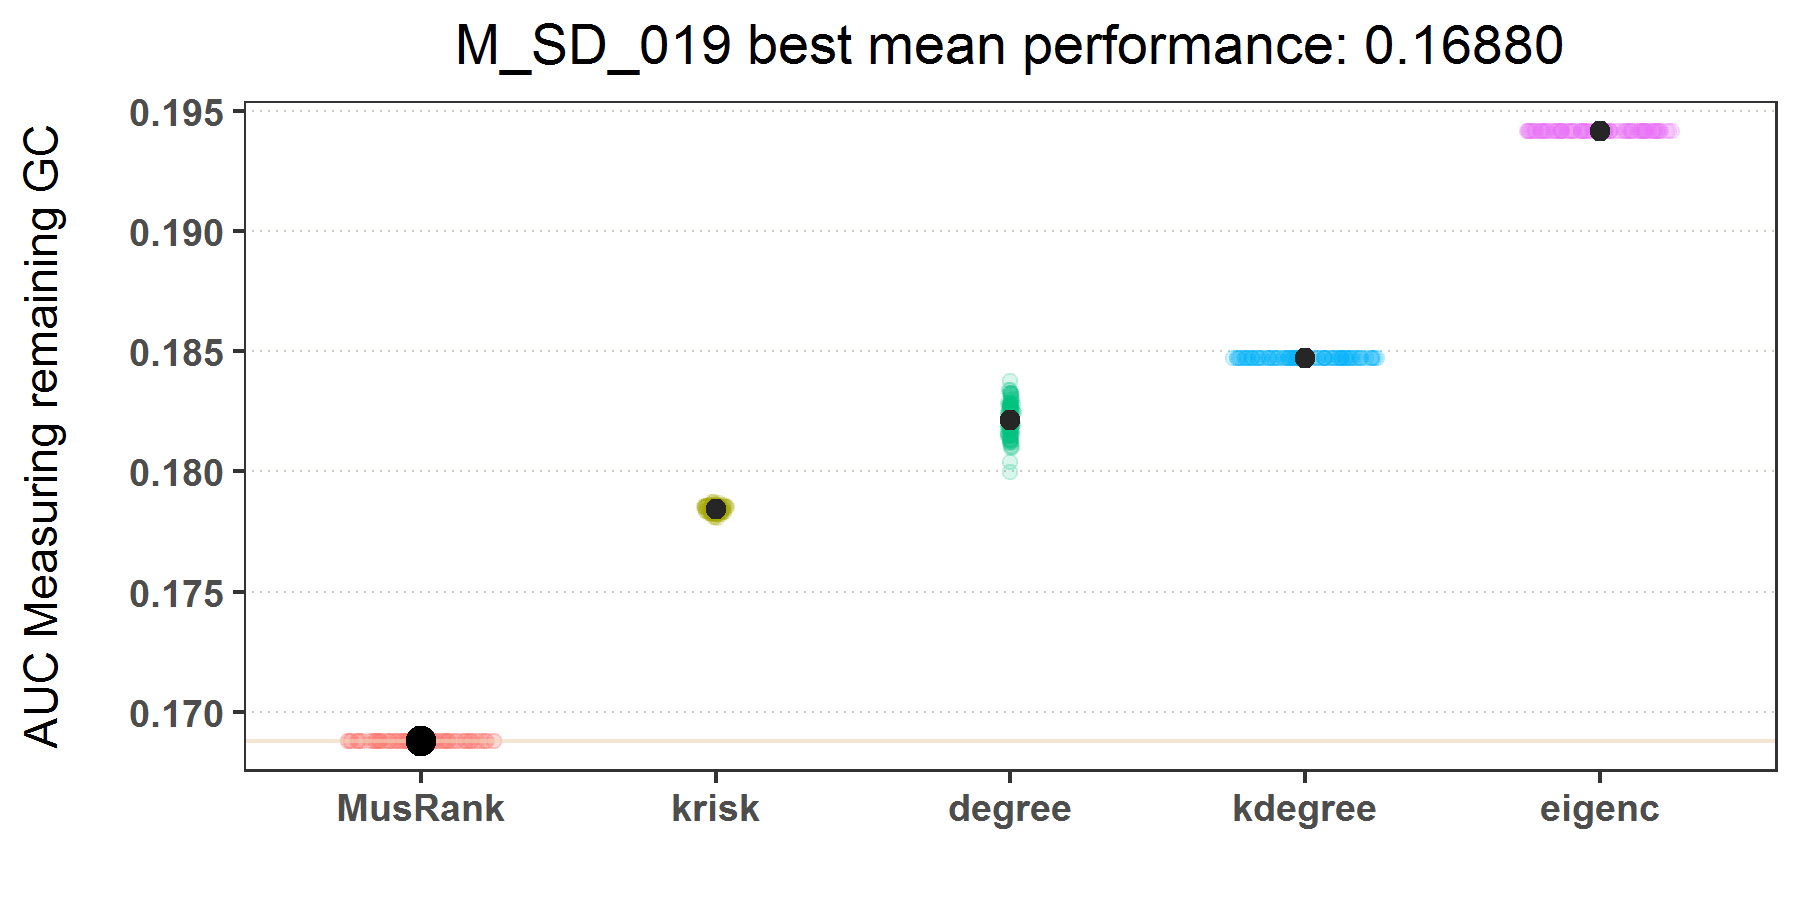 M_SD_019 best mean performance: 0.16880
AUC Measuring remaining GC
0.195
0.190
0.185
0.180
0.175
0.170
MusRank krisk degree kdegree eigenc